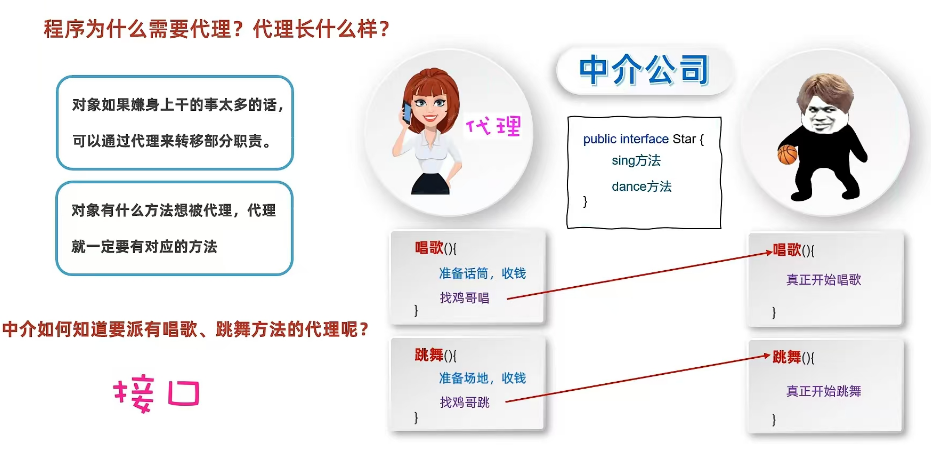 程序为什么需要代理？代理长什么样？
对象如果嫌身上干的事太多的话，
可以通过代理来转移部分职责。
对象有什么方法想被代理，代理
就一定要有对应的方法
中介如何知道要派有唱歌、跳舞方法的代理呢？
接口
代理
中介公司
public interface Star {
sing方法
dance方法
}
唱歌(){
准备话筒，收钱
找鸡哥唱
}
唱歌(){
真正开始唱歌
}
跳舞(){
准备场地，收钱
找鸡哥跳
}
跳舞(){
真正开始跳舞
}